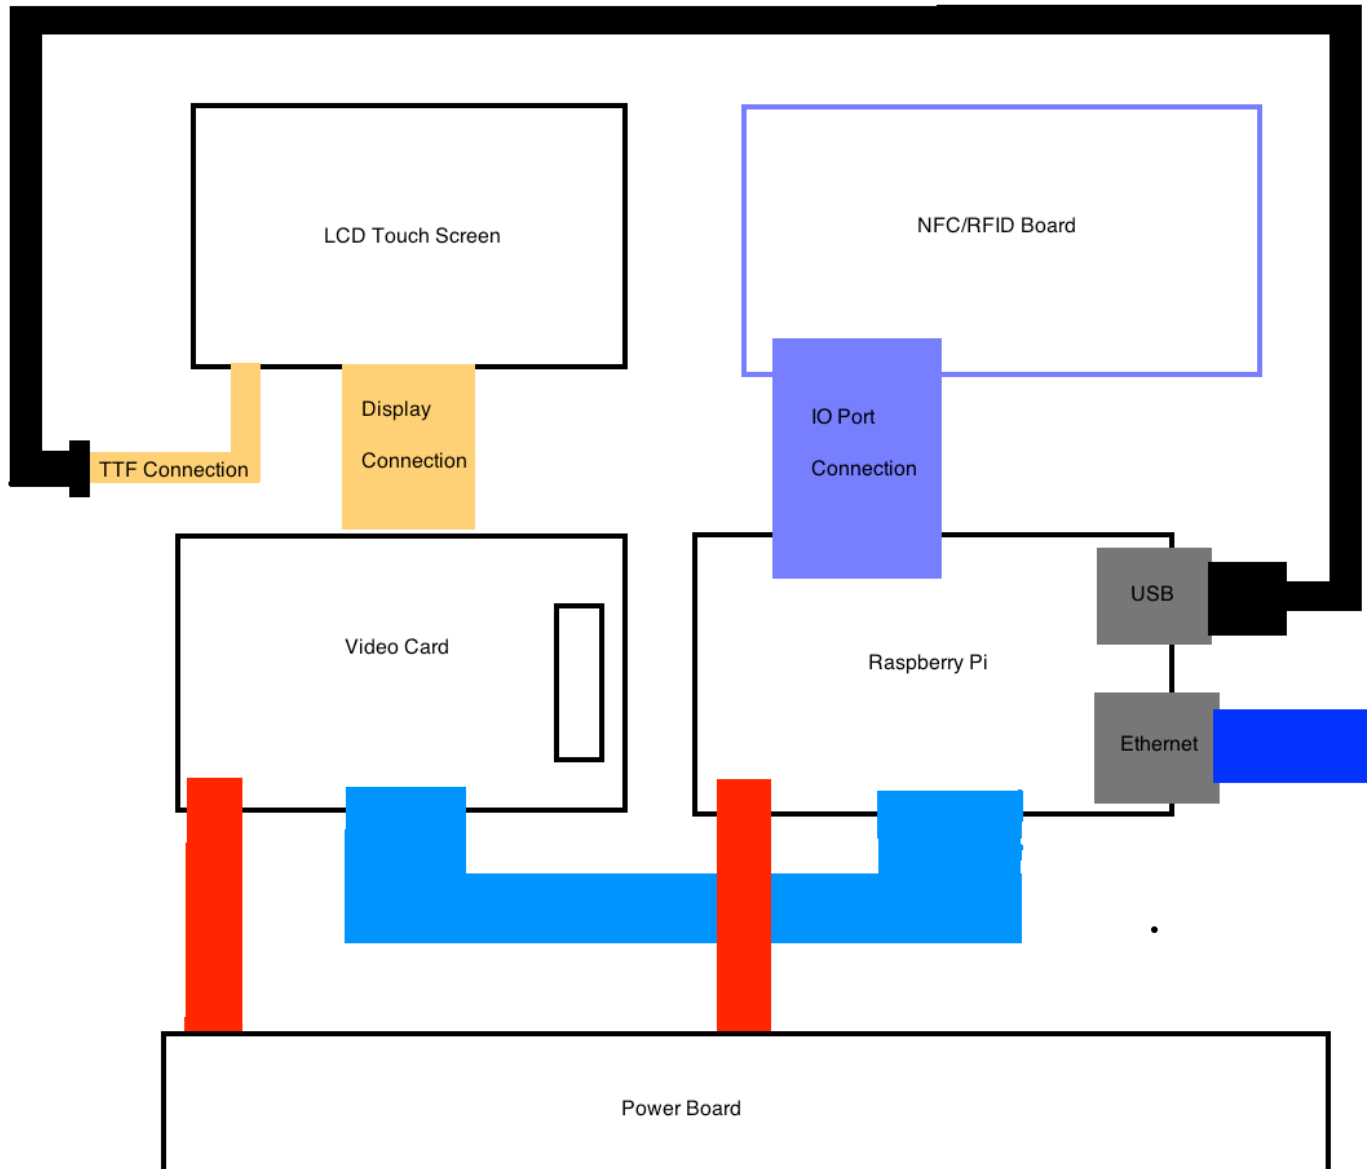 LCD Touch Screen
NFC/RFID Board
Display
Connection
IO Port
Connection
TTF Connection
USB
Video Card
Raspberry Pi
Ethernet
Power Board